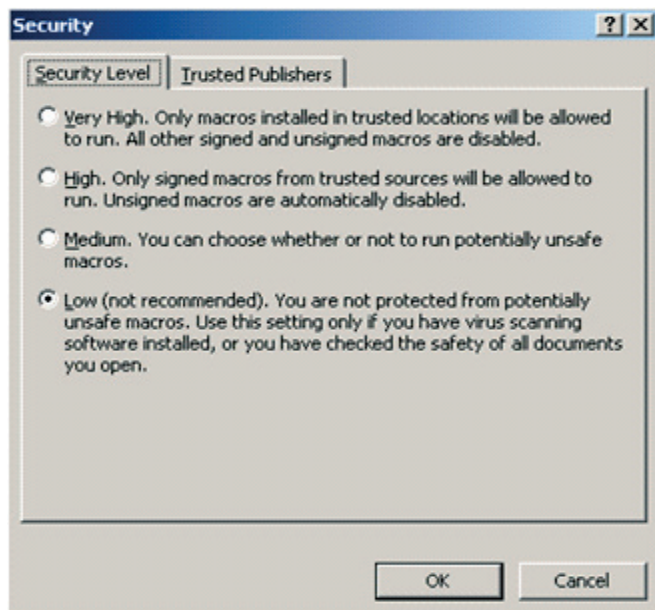 Security
Security Level
Trusted Publishers
Very High. Only macros installed in trusted locations will be allowed
to run. All other signed and unsigned macros are disabled.
High. Only signed macros from trusted sources will be allowed to
run. Unsigned macros are automatically disabled.
Medium. You can choose whether or not to run potentially unsafe
macros.
Low (not recommended). You are not protected from potentially
unsafe macros. Use this setting only if you have virus scanning
software installed, or you have checked the safety of all documents
you open.
OK
Cancel